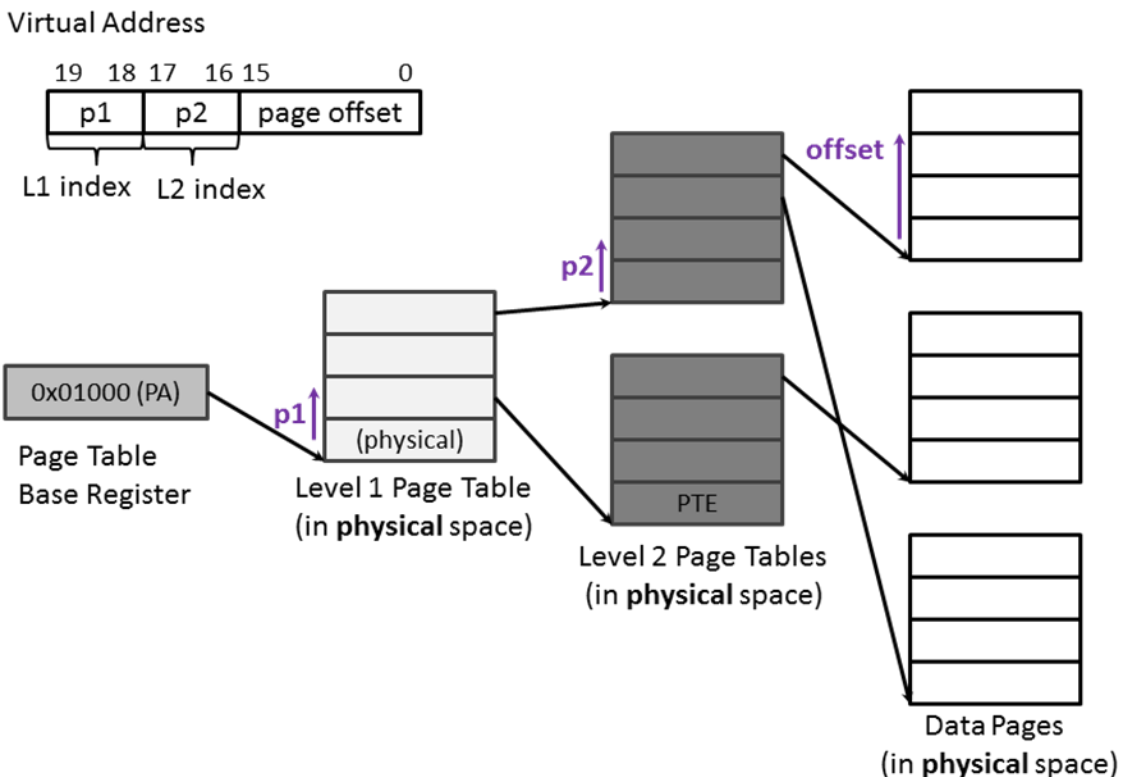 Virtual Address
19 18 17 16 15 0
p1 p2 page offset
L1 index L2 index
offset
p2
0x01000 (PA)
p1
(physical)
Page Table
Base Register
Level 1 Page Table
(in physical space)
PTE
Level 2 Page Tables
(in physical space)
Data Pages
(in physical space)